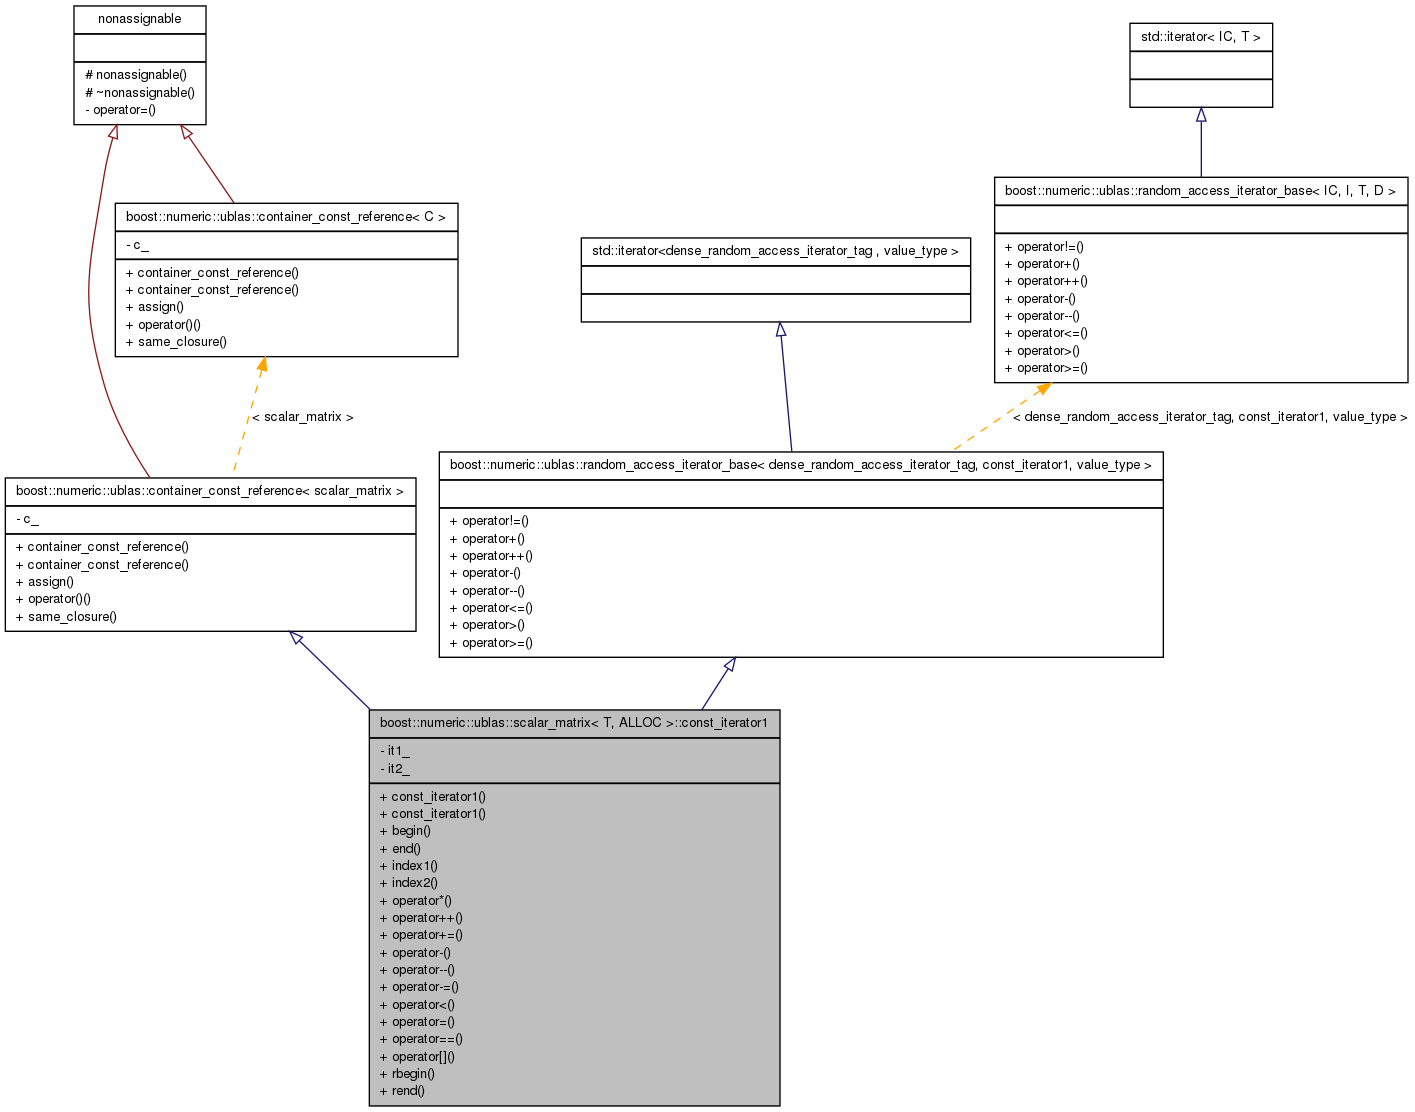 nonassignable
# nonassignable()
# ~nonassignable()
- operator=()
std::iterator< IC, T >
boost::numeric::ublas::random_access_iterator_base< IC, I, T, D >
+ operator!=()
+ operator+()
+ operator++()
+ operator-()
+ operator--()
+ operator<=()
+ operator>()
+ operator>=()
boost::numeric::ublas::container_const_reference< C >
- c_
+ container_const_reference()
+ container_const_reference()
+ assign()
+ operator()()
+ same_closure()
std::iterator<dense_random_access_iterator_tag , value_type >
< scalar_matrix >
< dense_random_access_iterator_tag, const_iterator1, value_type >
boost::numeric::ublas::container_const_reference< scalar_matrix >
- c_
+ container_const_reference()
+ container_const_reference()
+ assign()
+ operator()()
+ same_closure()
boost::numeric::ublas::random_access_iterator_base< dense_random_access_iterator_tag, const_iterator1, value_type >
+ operator!=()
+ operator+()
+ operator++()
+ operator-()
+ operator--()
+ operator<=()
+ operator>()
+ operator>=()
boost::numeric::ublas::scalar_matrix< T, ALLOC >::const_iterator1
- it1_
- it2_
+ const_iterator1()
+ const_iterator1()
+ begin()
+ end()
+ index1()
+ index2()
+ operator*()
+ operator++()
+ operator+=()
+ operator-()
+ operator--()
+ operator-=()
+ operator<()
+ operator=()
+ operator==()
+ operator[]()
+ rbegin()
+ rend()